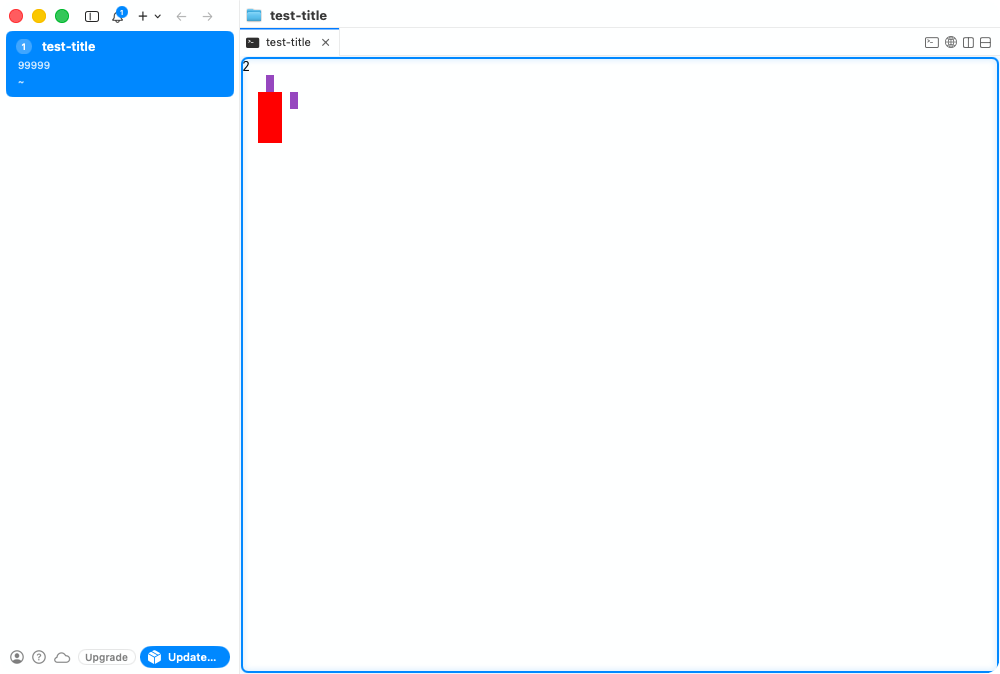 1
test-title
1 test-title
99999
~
test-title
2
Upgrade
Update...